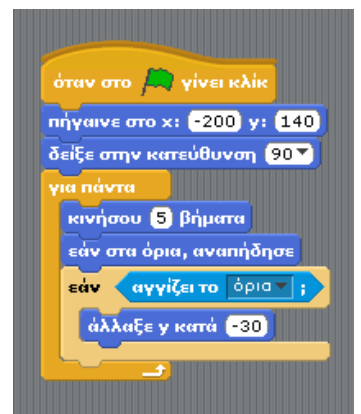 όταν στο γίνει κλίκ
πήγαινε στο x: -200 y: 140
δείξε στην κατεύθυνση 90
για πάντα
κινήσου 5 βήματα
εάν στα όρια, αναπήδησε
εάν αγγίζει το όρια ;
άλλαξε y κατά -30